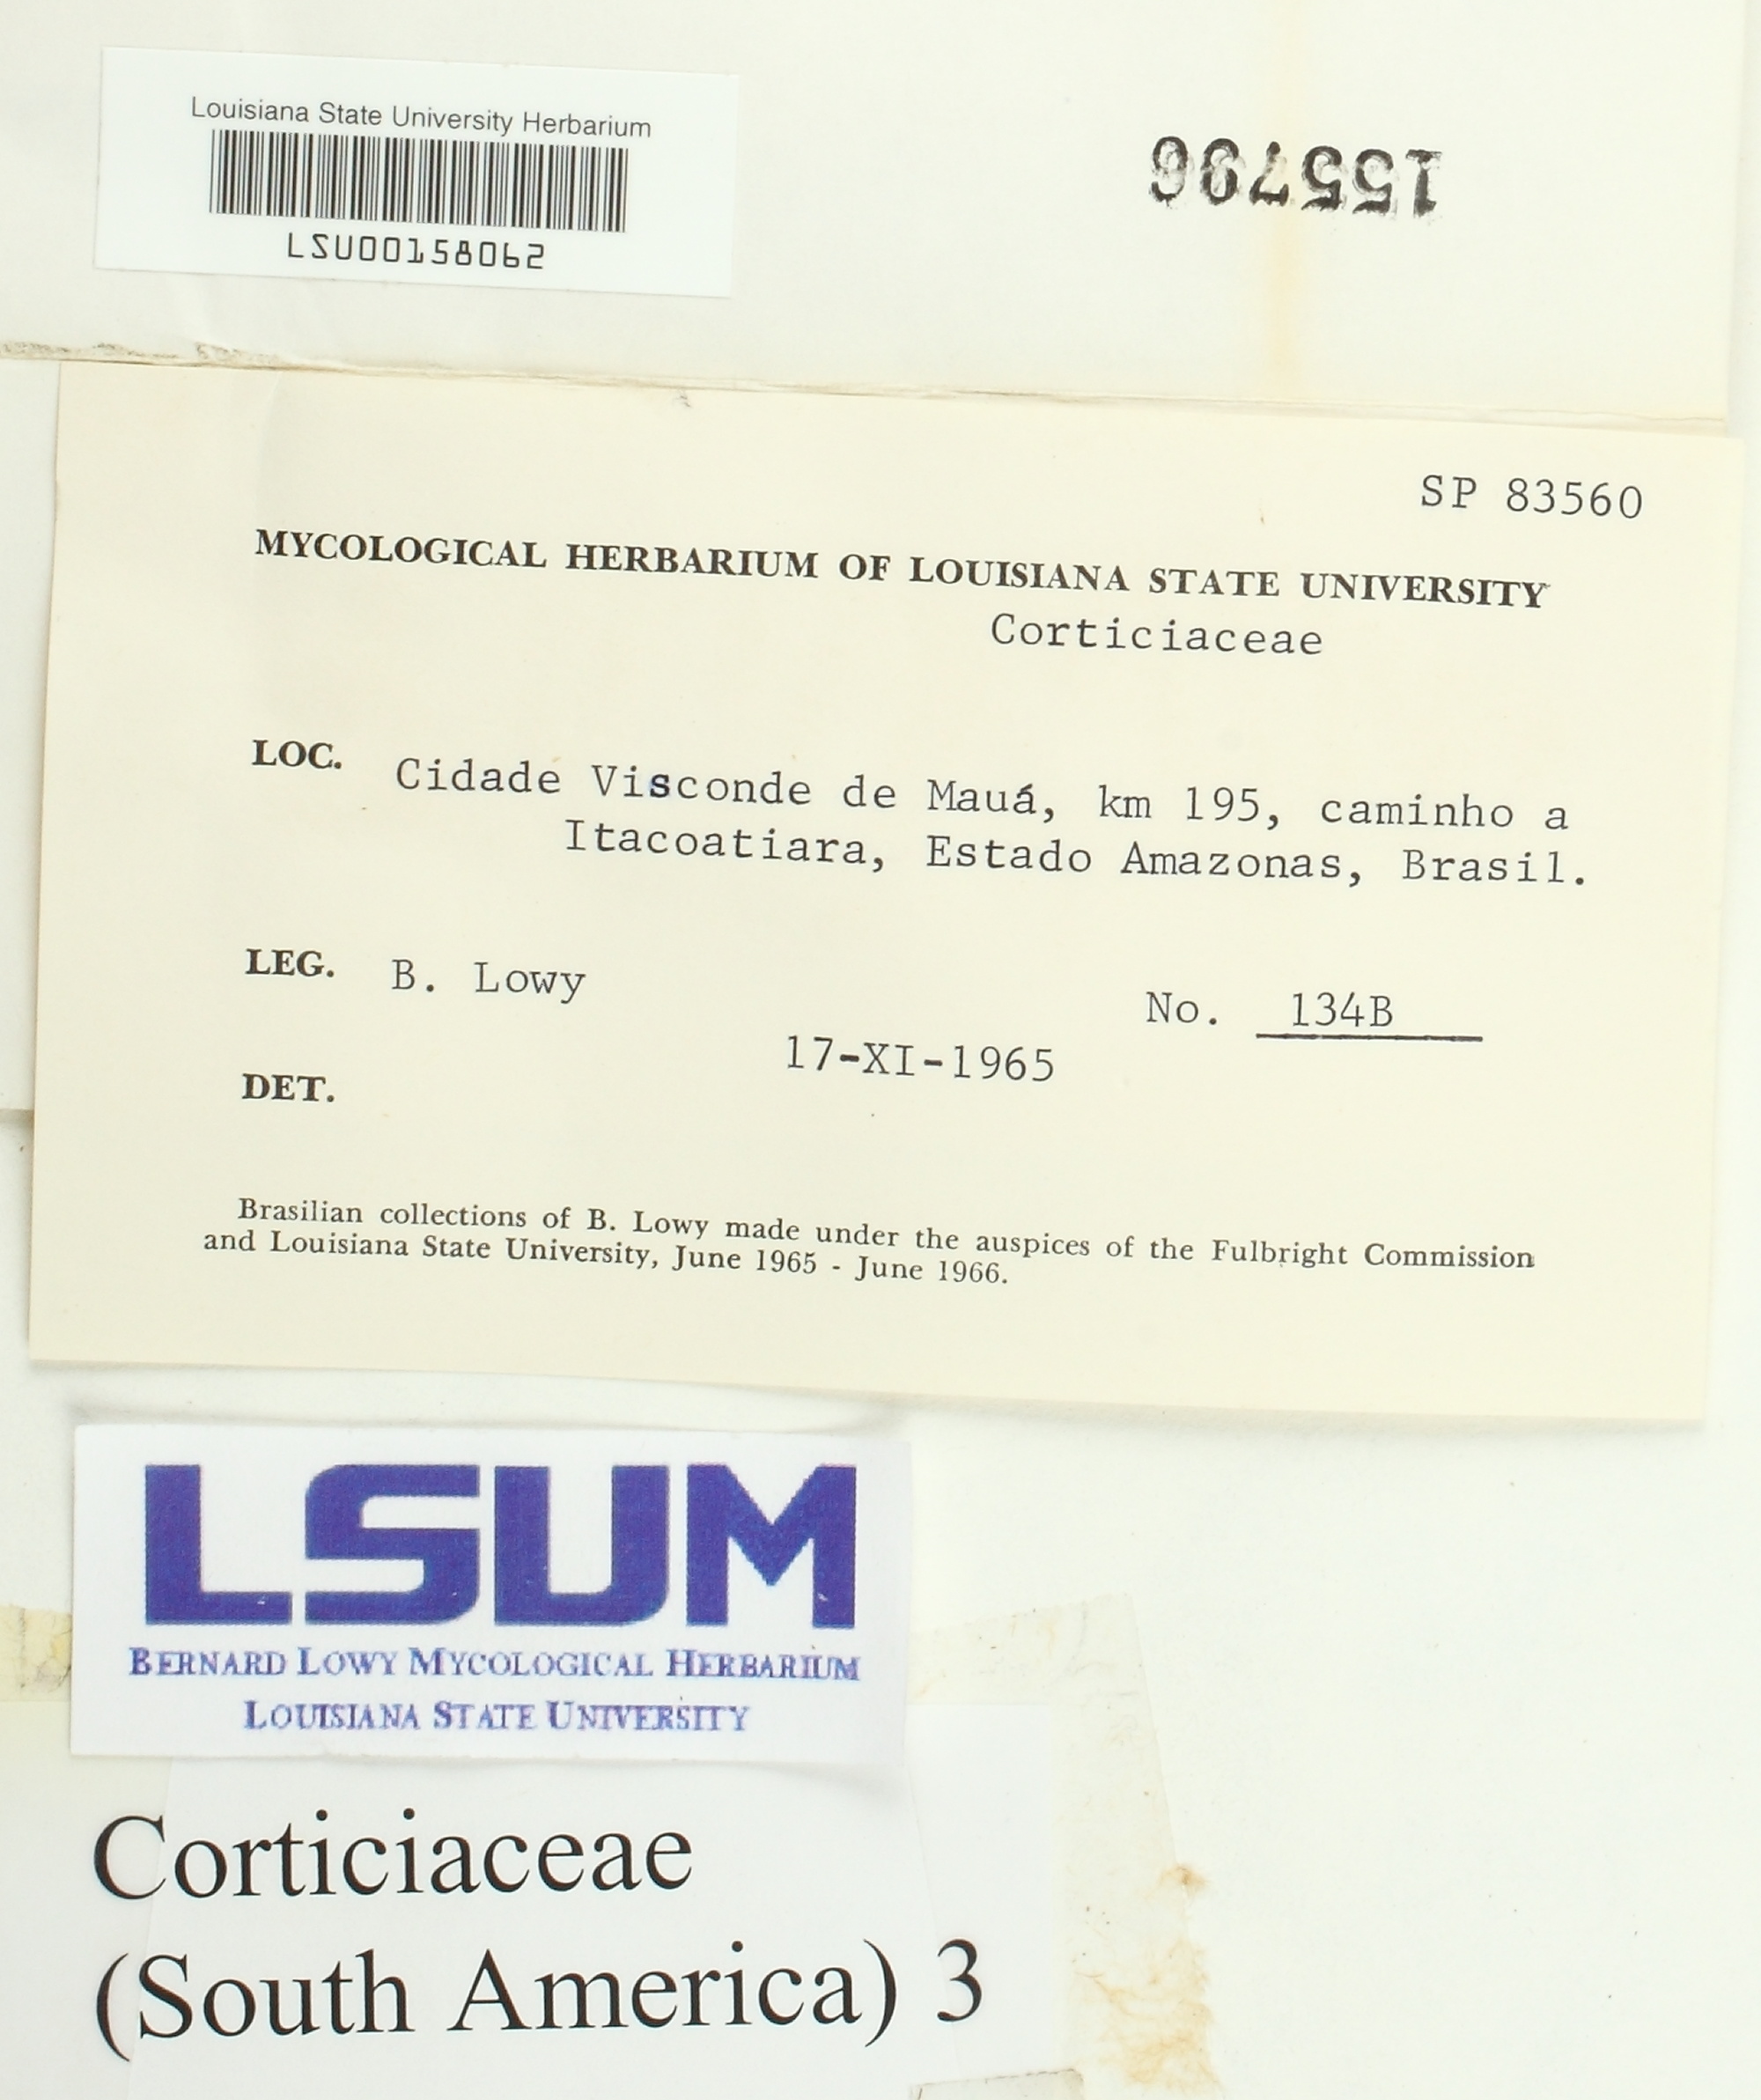 Louisiana State University Herbarium
LSU00158062
155796
SP 83560
MYCOLOGICAL HERBARIUM OF LOUISIANA STATE UNIVERSITY
Corticiaceae
LOC. Cidade Visconde de Mauá, km 195, caminho a
Itacoatiara, Estado Amazonas, Brasil.
LEG. B. Lowy
No. 134B
17-XI-1965
DET.
Brasilian collections of B. Lowy made under the auspices of the Fulbright Commission
and Louisiana State University, June 1965 - June 1966.
LSUM
BERNARD LOWY MYCOLOGICAL HERBARIUM
LOUISIANA STATE UNIVERSITY
Corticiaceae
(South America) 3